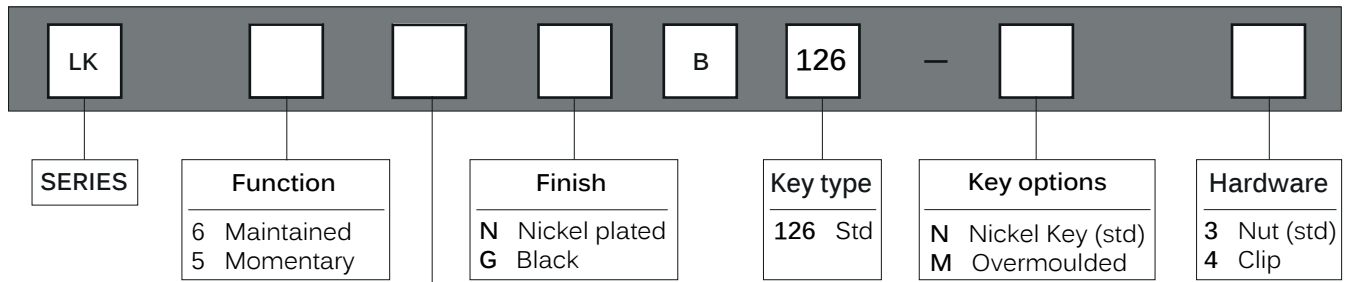 LK B 126 –
SERIES
Function
6 Maintained
5 Momentary
Finish
N Nickel plated
G Black
Key type
126 Std
Key options
N Nickel Key (std)
M Overmoulded
Hardware
3 Nut (std)
4 Clip